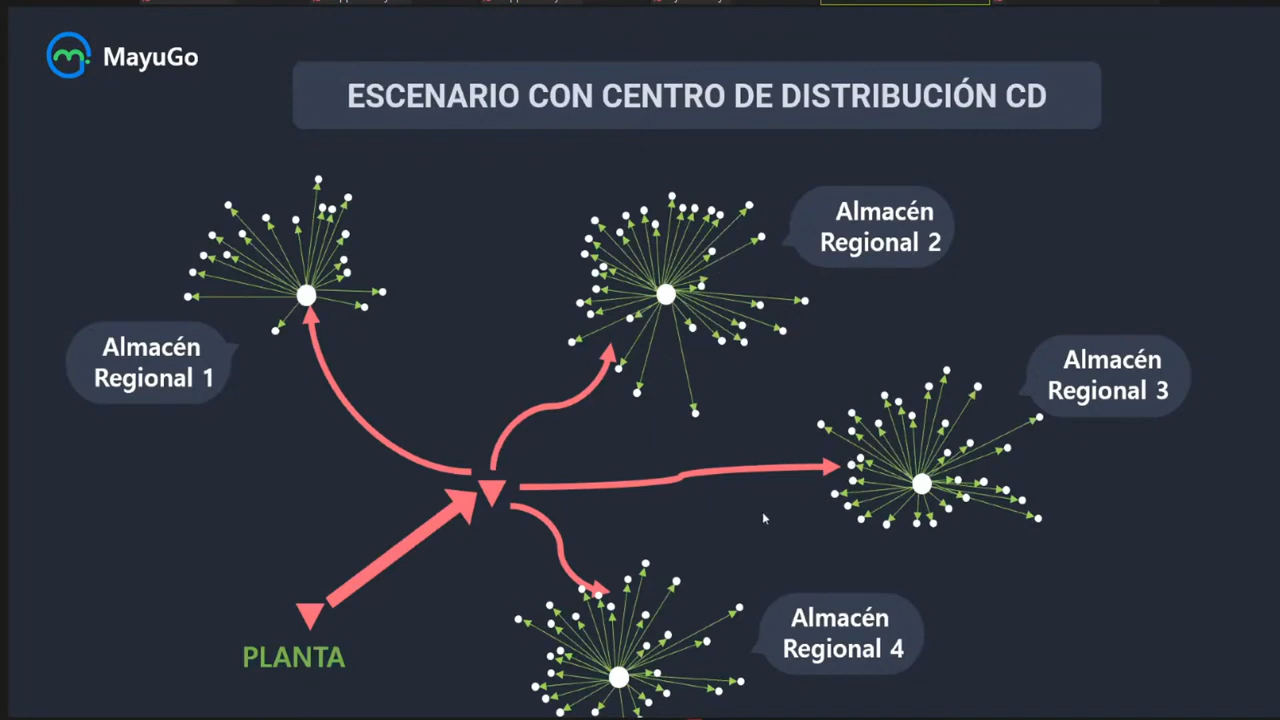 MayuGo
ESCENARIO CON CENTRO DE DISTRIBUCIÓN CD
Almacén
Regional 2
Almacén
Regional 1
Almacén
Regional 3
Almacén
Regional 4
PLANTA